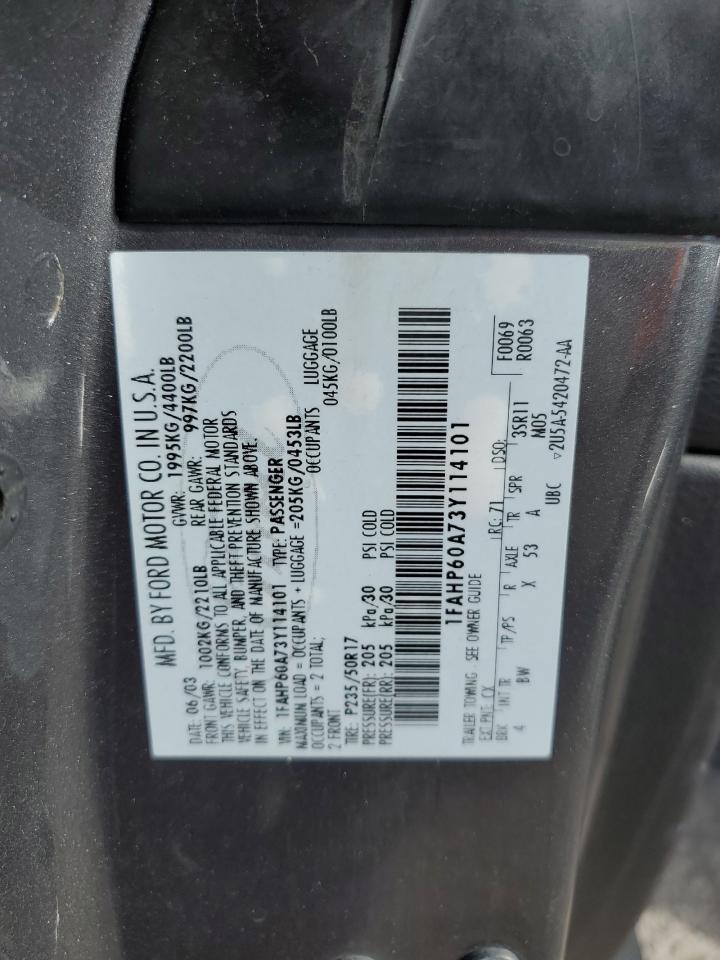 MFD. BY FORD MOTOR CO. IN U.S.A.
DATE: 06/03 GVWR: 1995KG/4400LB
FRONT GAWR: 1002KG/2210LB REAR GAWR: 997KG/2200LB
THIS VEHICLE CONFORMS TO ALL APPLICABLE FEDERAL MOTOR
VEHICLE SAFETY, BUMPER, AND THEFT PREVENTION STANDARDS
IN EFFECT ON THE DATE OF MANUFACTURE SHOWN ABOVE.
VIN: 1FAHP60A73Y114101 TYPE: PASSENGER
MAXIMUM LOAD = OCCUPANTS + LUGGAGE =205KG/0453LB
OCCUPANTS = 2 TOTAL; OCCUPANTS LUGGAGE
2 FRONT 045KG/0100LB
TIRE: P235/50R17
PRESSURE(FR): 205 kPa/30 PSI COLD
PRESSURE(RR): 205 kPa/30 PSI COLD
1FAHP60A73Y114101
TRAILER TOWING - SEE OWNER GUIDE
EXT PNT: CX RC: 71 DSO: F0069
BRK INT TR TP/PS R AXLE TR SPR 3SR11 R0063
4 BW X 53 A M05
UBC ▽2U5A-5420472-AA